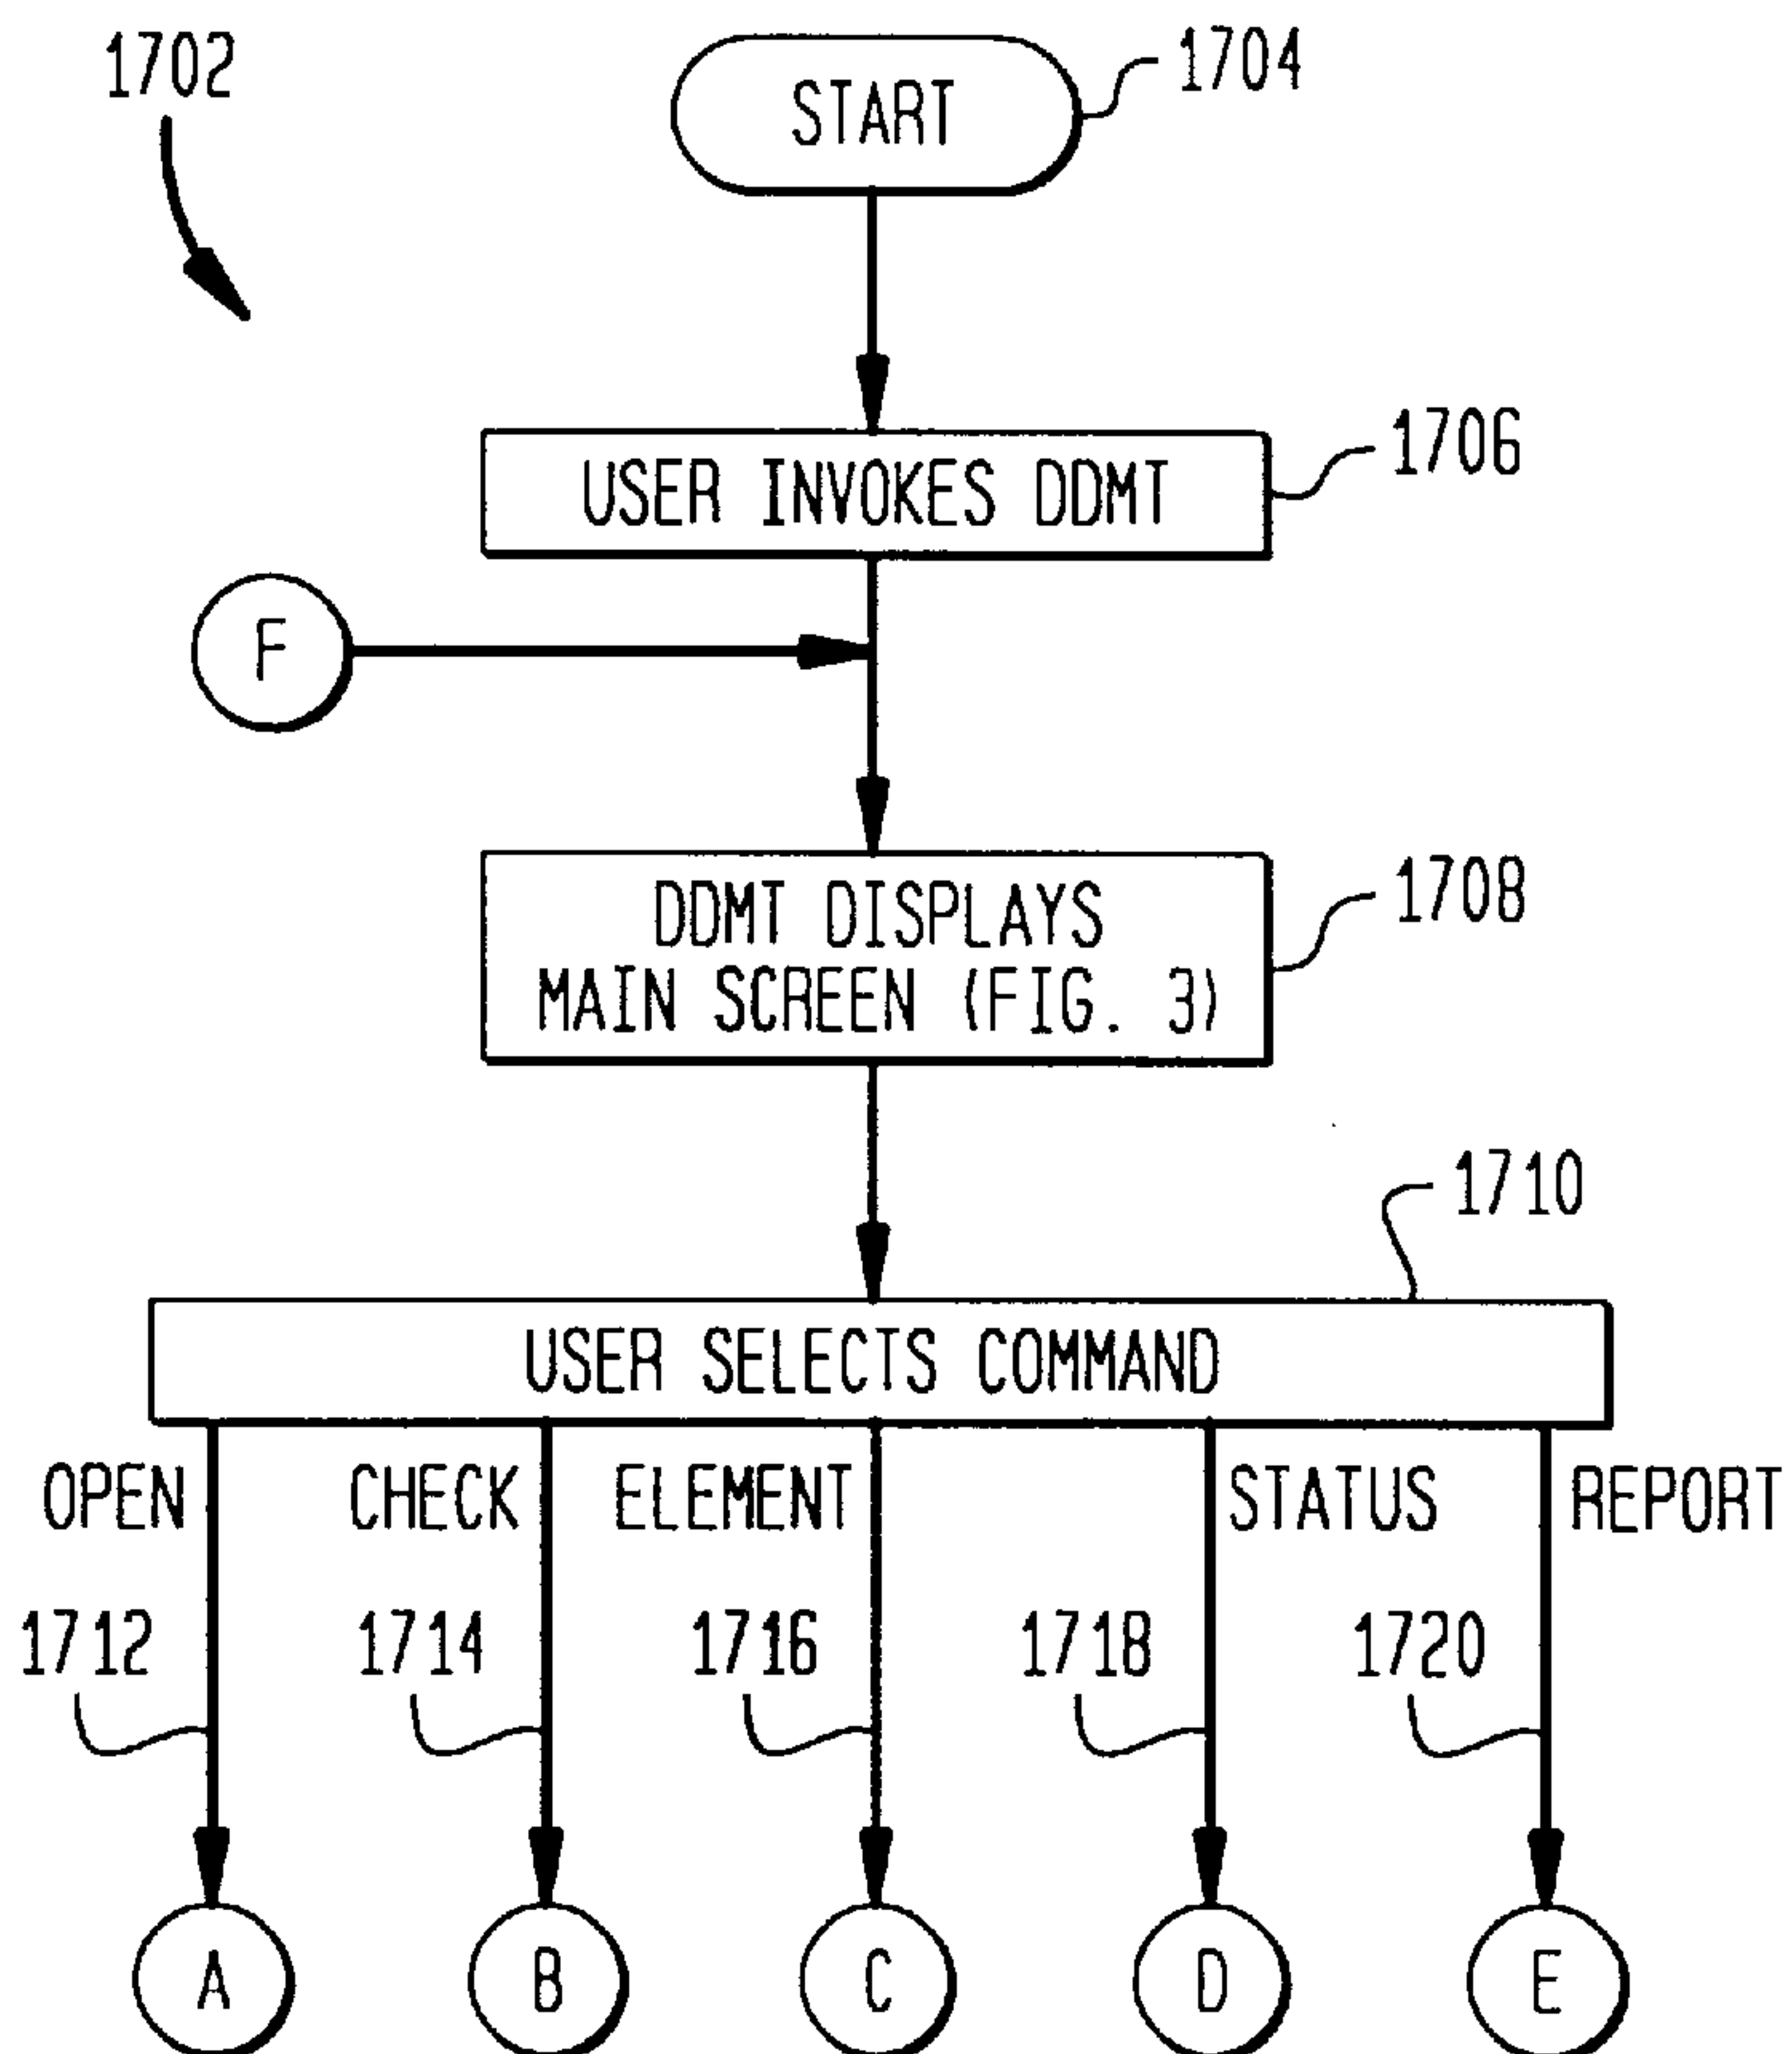 1702
START
1704
USER INVOKES DDMT
1706
F
DDMT DISPLAYS
MAIN SCREEN (FIG. 3)
1708
1710
USER SELECTS COMMAND
OPEN
CHECK
ELEMENT
STATUS
REPORT
1712
1714
1716
1718
1720
A
B
C
D
E